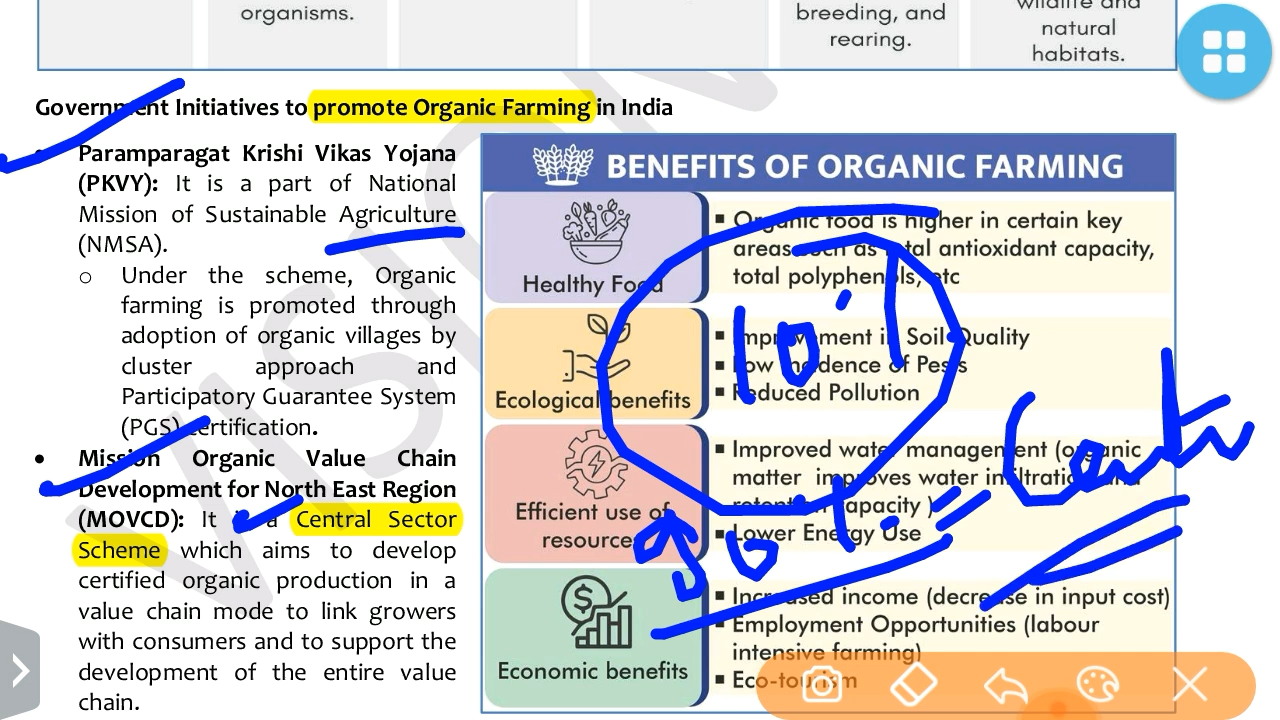 organisms.
breeding, and
rearing.
wildlife and
natural
habitats.
Government Initiatives to promote Organic Farming in India
• Paramparagat Krishi Vikas Yojana
(PKVY): It is a part of National
Mission of Sustainable Agriculture
(NMSA).
o Under the scheme, Organic
farming is promoted through
adoption of organic villages by
cluster approach and
Participatory Guarantee System
(PGS) certification.
• Mission Organic Value Chain
Development for North East Region
(MOVCD): It is a Central Sector
Scheme which aims to develop
certified organic production in a
value chain mode to link growers
with consumers and to support the
development of the entire value
chain.
BENEFITS OF ORGANIC FARMING
Healthy Food
▪ Organic food is higher in certain key
areas such as total antioxidant capacity,
total polyphenols, etc
Ecological benefits
▪ Improvement in Soil Quality
▪ Low incidence of Pests
▪ Reduced Pollution
Efficient use of
resources
▪ Improved water management (organic
matter improves water infiltration and
retention capacity )
▪ Lower Energy Use
Economic benefits
▪ Increased income (decrease in input cost)
▪ Employment Opportunities (labour
intensive farming)
▪ Eco-tourism
VISION